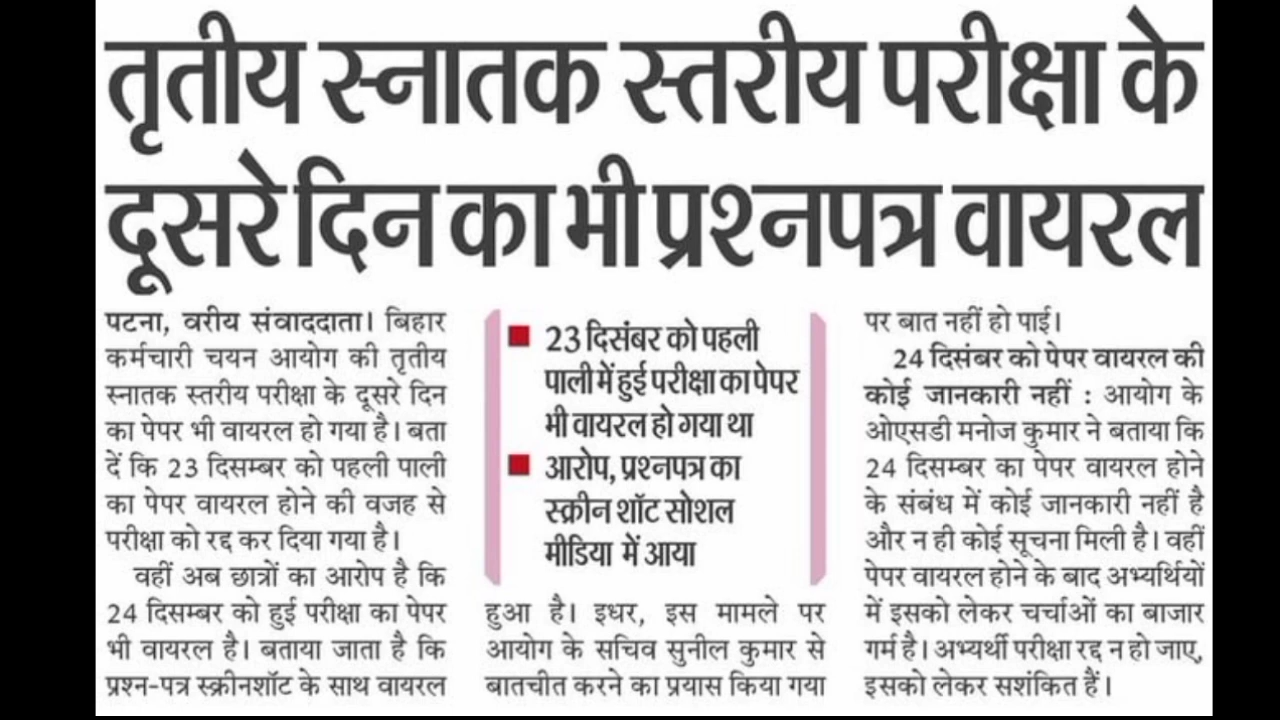 तृतीय स्नातक स्तरीय परीक्षा के
दूसरे दिन का भी प्रश्नपत्र वायरल
पटना, वरीय संवाददाता। बिहार
कर्मचारी चयन आयोग की तृतीय
स्नातक स्तरीय परीक्षा के दूसरे दिन
का पेपर भी वायरल हो गया है। बता
दें कि 23 दिसम्बर को पहली पाली
का पेपर वायरल होने की वजह से
परीक्षा को रद्द कर दिया गया है।
वहीं अब छात्रों का आरोप है कि
24 दिसम्बर को हुई परीक्षा का पेपर
भी वायरल है। बताया जाता है कि
प्रश्न-पत्र स्क्रीनशॉट के साथ वायरल
23 दिसंबर को पहली
पाली में हुई परीक्षा का पेपर
भी वायरल हो गया था
आरोप, प्रश्नपत्र का
स्क्रीन शॉट सोशल
मीडिया में आया
हुआ है। इधर, इस मामले पर
आयोग के सचिव सुनील कुमार से
बातचीत करने का प्रयास किया गया
पर बात नहीं हो पाई।
24 दिसंबर को पेपर वायरल की
कोई जानकारी नहीं : आयोग के
ओएसडी मनोज कुमार ने बताया कि
24 दिसम्बर का पेपर वायरल होने
के संबंध में कोई जानकारी नहीं है
और न ही कोई सूचना मिली है। वहीं
पेपर वायरल होने के बाद अभ्यर्थियों
में इसको लेकर चर्चाओं का बाजार
गर्म है। अभ्यर्थी परीक्षा रद्द न हो जाए,
इसको लेकर सशंकित हैं।